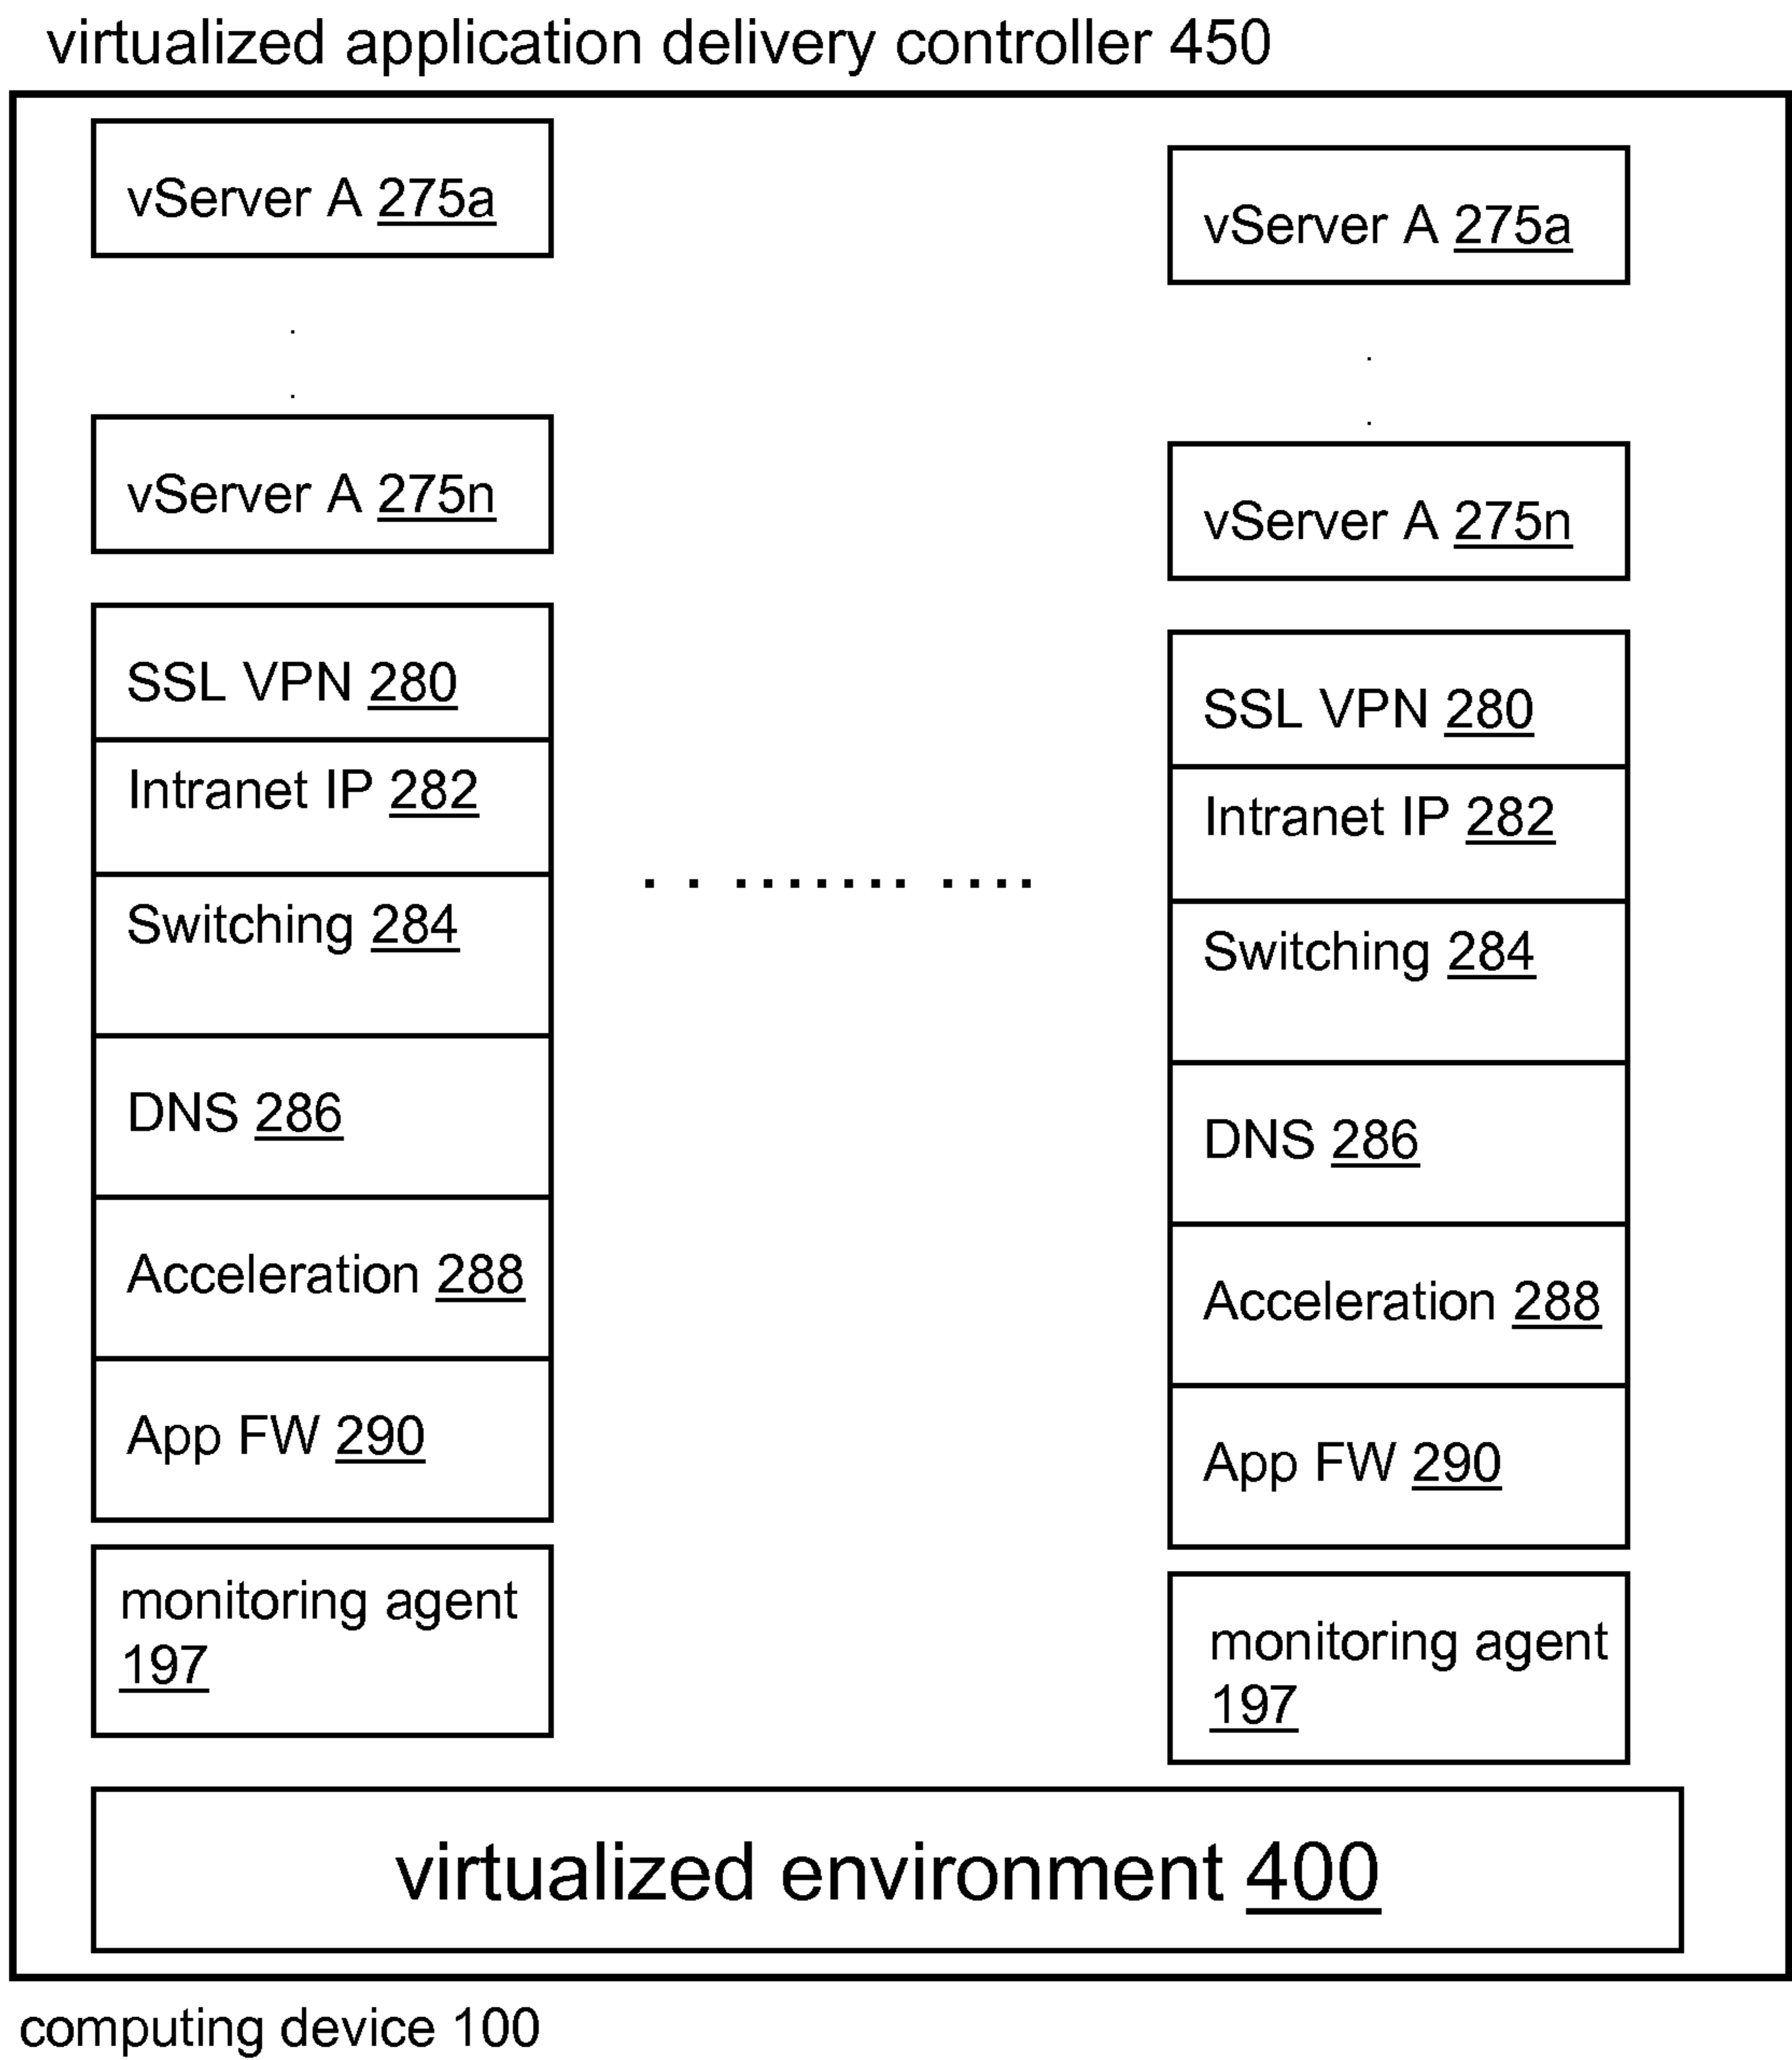 virtualized application delivery controller 450
vServer A 275a
vServer A 275n
SSL VPN 280
Intranet IP 282
Switching 284
DNS 286
Acceleration 288
App FW 290
monitoring agent
197
vServer A 275a
vServer A 275n
SSL VPN 280
Intranet IP 282
Switching 284
DNS 286
Acceleration 288
App FW 290
monitoring agent
197
virtualized environment 400
computing device 100